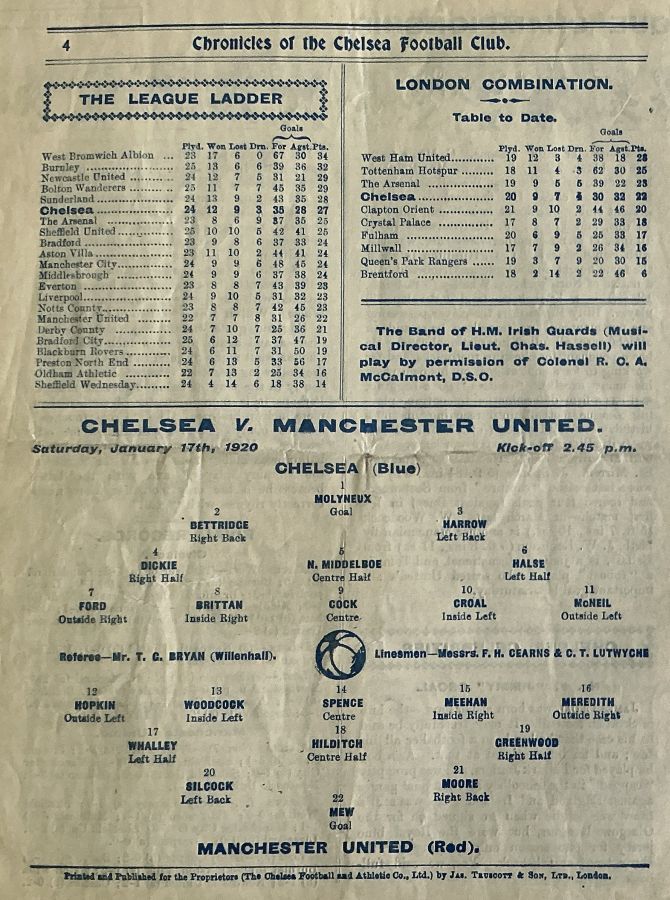 4
Chronicles of the Chelsea Football Club.
THE LEAGUE LADDER
Goals
Plyd. Won Lost Drn. For Agst. Pts.
West Bromwich Albion ... 23 17 6 0 67 30 34
Burnley 25 13 6 6 39 36 32
Newcastle United 24 12 7 5 31 21 29
Bolton Wanderers 25 11 7 7 45 35 29
Sunderland 24 13 9 2 43 35 28
Chelsea 24 12 9 3 35 28 27
The Arsenal 23 8 6 9 37 35 25
Sheffield United 25 10 10 5 42 41 25
Bradford 23 9 8 6 37 33 24
Aston Villa 23 11 10 2 44 41 24
Manchester City 24 9 9 6 48 45 24
Middlesbrough 24 9 9 6 37 38 24
Everton 23 8 8 7 43 39 23
Liverpool 24 9 10 5 31 32 23
Notts County 23 8 8 7 42 45 23
Manchester United 22 7 7 8 31 26 22
Derby County 24 7 10 7 25 36 21
Bradford City 25 6 12 7 37 47 19
Blackburn Rovers 24 6 11 7 31 50 19
Preston North End 24 6 13 5 33 56 17
Oldham Athletic 22 7 13 2 25 34 16
Sheffield Wednesday 24 4 14 6 18 38 14
LONDON COMBINATION.
Table to Date.
Goals
Plyd. Won Lost Drn. For Agst. Pts.
West Ham United 19 12 3 4 38 18 28
Tottenham Hotspur 18 11 4 3 62 30 25
The Arsenal 19 9 5 5 39 22 23
Chelsea 20 9 7 4 30 32 22
Clapton Orient 21 9 10 2 44 46 20
Crystal Palace 17 8 7 2 29 33 18
Fulham 20 6 9 5 25 33 17
Millwall 17 7 9 2 26 34 16
Queen's Park Rangers 19 3 7 9 20 30 15
Brentford 18 2 14 2 22 46 6
The Band of H.M. Irish Guards (Musi-
cal Director, Lieut. Chas. Hassell) will
play by permission of Colonel R. C. A.
McCalmont, D.S.O.
CHELSEA V. MANCHESTER UNITED.
Saturday, January 17th, 1920 Kick-off 2.45 p.m.
CHELSEA (Blue)
1
MOLYNEUX
Goal
2 3
BETTRIDGE HARROW
Right Back Left Back
4 5 6
DICKIE N. MIDDELBOE HALSE
Right Half Centre Half Left Half
7 8 9 10 11
FORD BRITTAN COCK CROAL McNEIL
Outside Right Inside Right Centre Inside Left Outside Left
Referee—Mr. T. G. BRYAN (Willenhall). Linesmen—Messrs. F. H. CEARNS & C. T. LUTWYCHE
12 13 14 15 16
HOPKIN WOODCOCK SPENCE MEEHAN MEREDITH
Outside Left Inside Left Centre Inside Right Outside Right
17 18 19
WHALLEY HILDITCH GREENWOOD
Left Half Centre Half Right Half
20 21
SILCOCK MOORE
Left Back Right Back
22
MEW
Goal
MANCHESTER UNITED (Red).
Printed and Published for the Proprietors (The Chelsea Football and Athletic Co., Ltd.) by JAS. TRUSCOTT & SON, LTD., London.